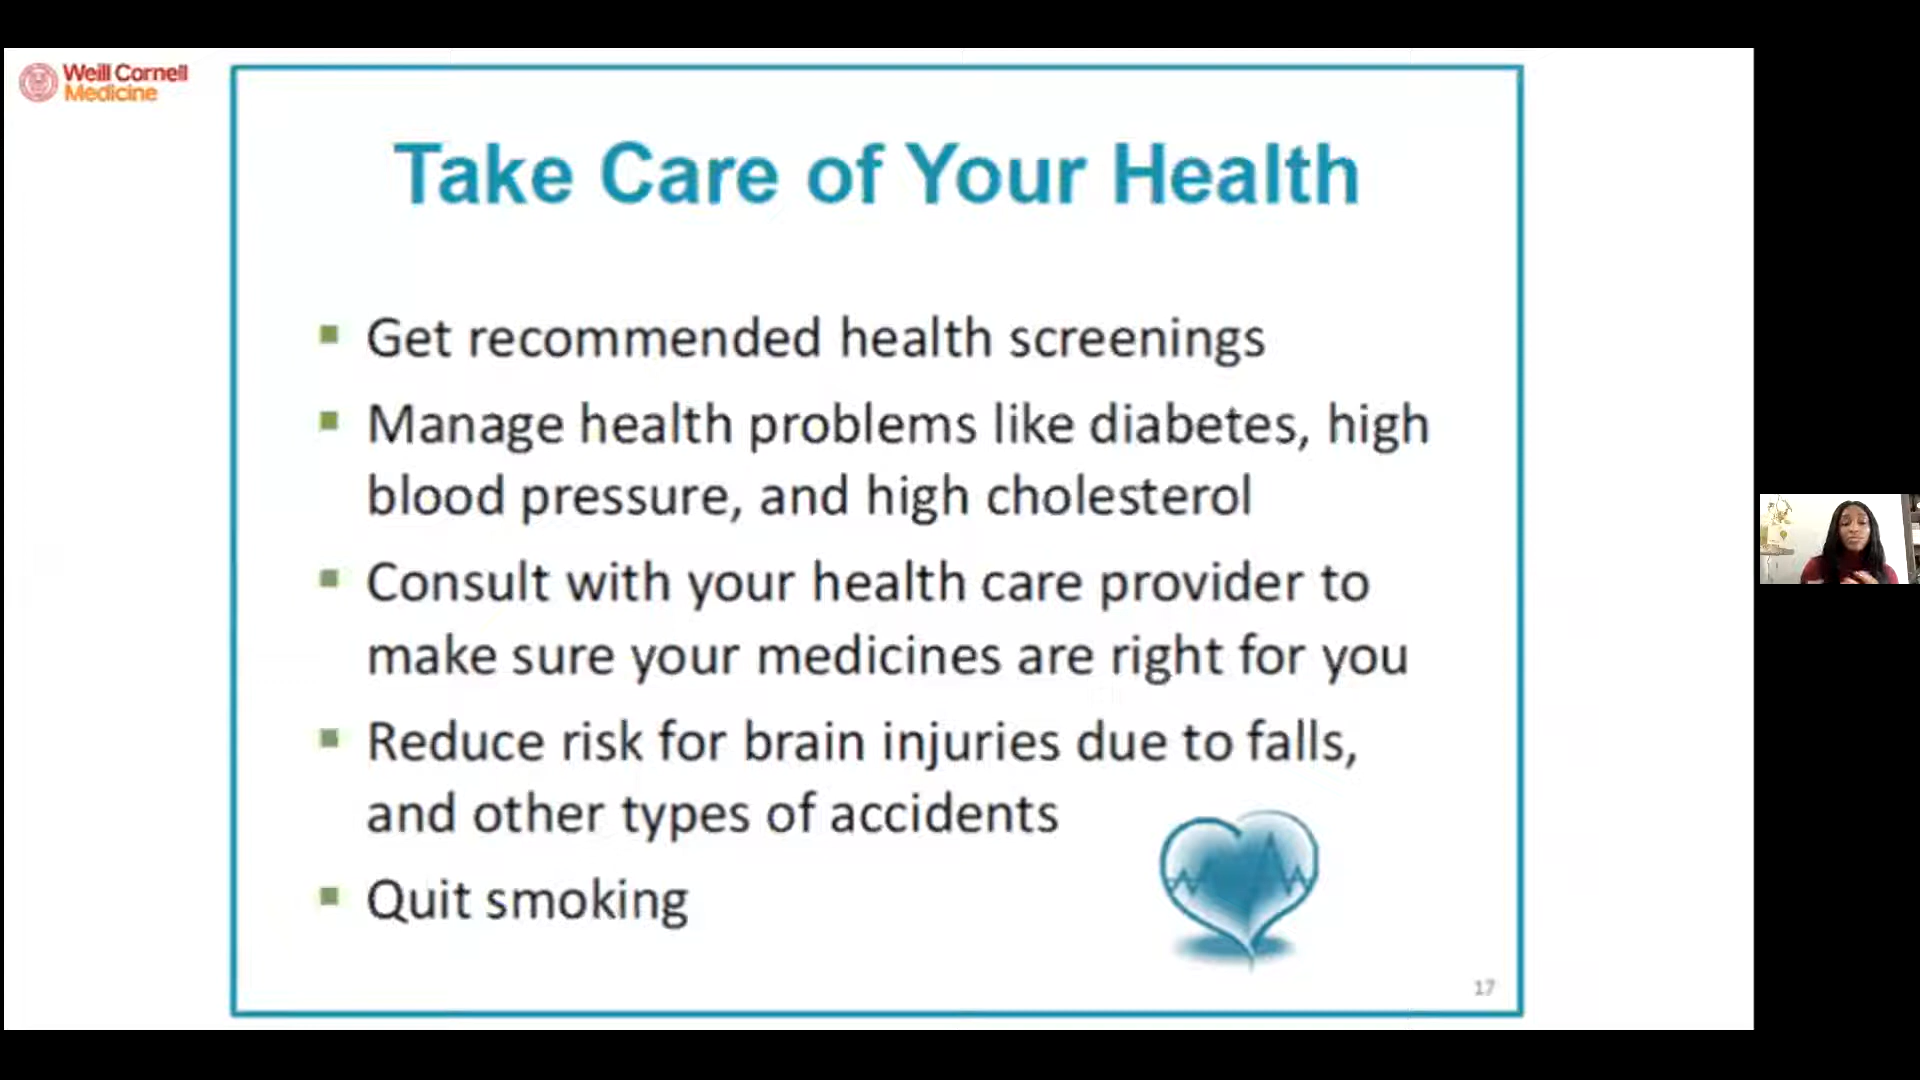 Weill Cornell
Medicine
Take Care of Your Health
Get recommended health screenings
Manage health problems like diabetes, high
blood pressure, and high cholesterol
Consult with your health care provider to
make sure your medicines are right for you
Reduce risk for brain injuries due to falls,
and other types of accidents
Quit smoking
17